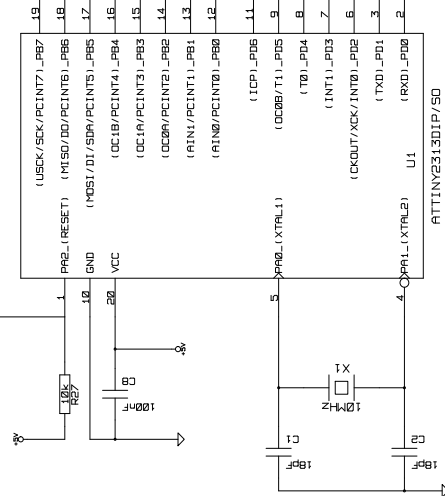 19
18
17
16
15
14
13
12
11
9
8
7
6
3
2
(USCK/SCK/PCINT7)_PB7
(MISO/DO/PCINT6)_PB6
(MOSI/DI/SDA/PCINT5)_PB5
(OC1B/PCINT4)_PB4
(OC1A/PCINT3)_PB3
(OC0A/PCINT2)_PB2
(AIN1/PCINT1)_PB1
(AIN0/PCINT0)_PB0
(ICP)_PD6
(OC0B/T1)_PD5
(T0)_PD4
(INT1)_PD3
(CKOUT/XCK/INT0)_PD2
(TXD)_PD1
(RXD)_PD0
U1
ATTINY2313DIP/SO
PA2_(RESET)
GND
VCC
PA0_(XTAL1)
PA1_(XTAL2)
1
10
20
5
4
+5V
X1
10MHz
10k
R27
C8
100nF
+5V
C1
18pF
C2
18pF